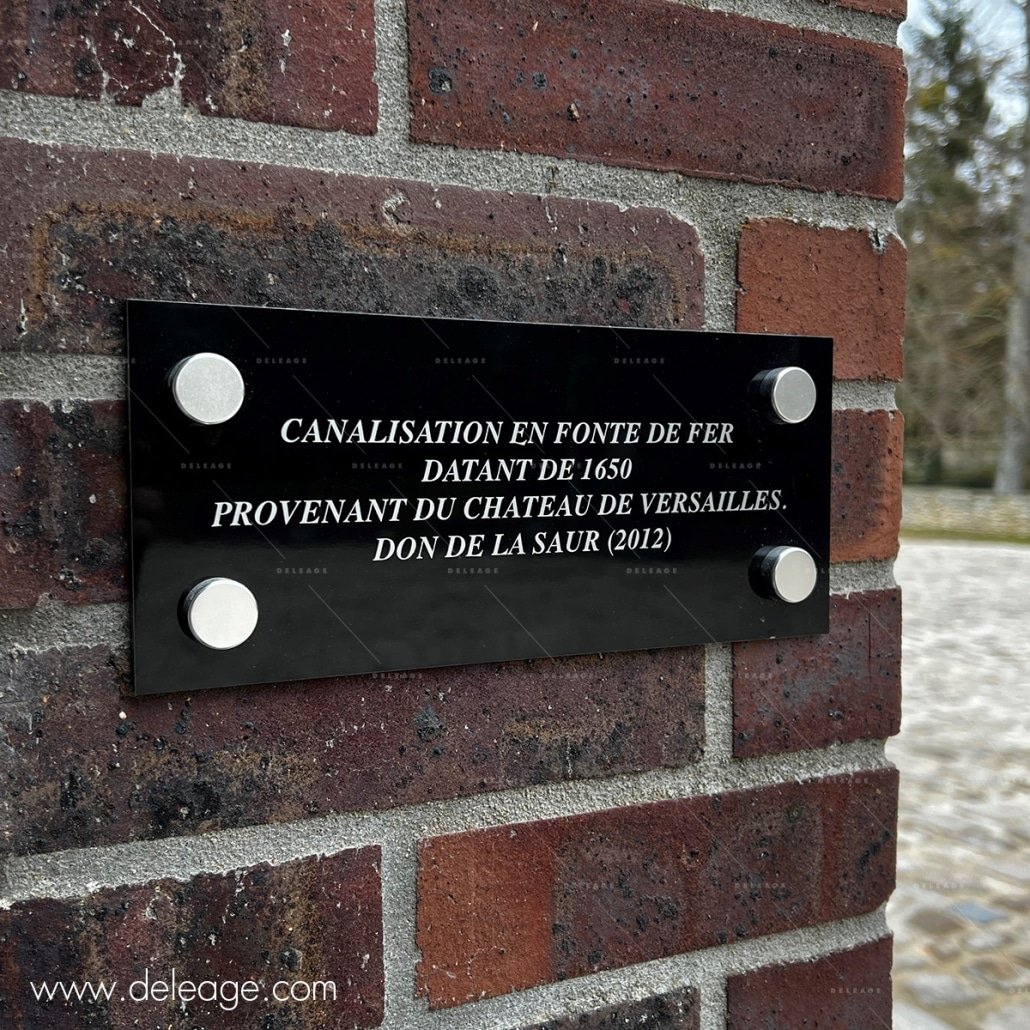 CANALISATION EN FONTE DE FER
DATANT DE 1650
PROVENANT DU CHATEAU DE VERSAILLES.
DON DE LA SAUR (2012)
www.deleage.com
DELEAGE